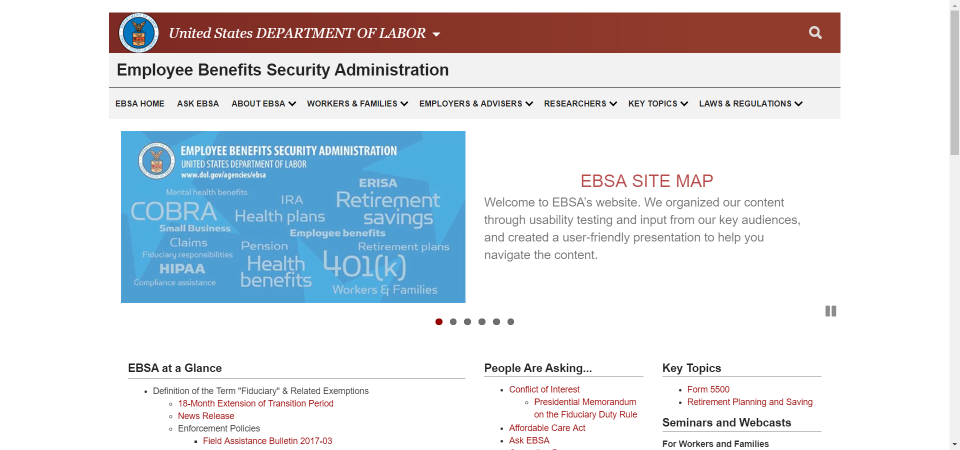 United States DEPARTMENT OF LABOR
Employee Benefits Security Administration
EBSA HOME ASK EBSA ABOUT EBSA WORKERS & FAMILIES EMPLOYERS & ADVISERS RESEARCHERS KEY TOPICS LAWS & REGULATIONS
EMPLOYEE BENEFITS SECURITY ADMINISTRATION
UNITED STATES DEPARTMENT OF LABOR
www.dol.gov/agencies/ebsa
ERISA
Mental health benefits
IRA
Retirement savings
COBRA
Health plans
Small Business
Employee benefits
Claims
Pension
Retirement plans
Fiduciary responsibilities
HIPAA
Health benefits
401(k)
Compliance assistance
Workers & Families
EBSA SITE MAP
Welcome to EBSA's website. We organized our content
through usability testing and input from our key audiences,
and created a user-friendly presentation to help you
navigate the content.
EBSA at a Glance
Definition of the Term "Fiduciary" & Related Exemptions
18-Month Extension of Transition Period
News Release
Enforcement Policies
Field Assistance Bulletin 2017-03
People Are Asking...
Conflict of Interest
Presidential Memorandum
on the Fiduciary Duty Rule
Affordable Care Act
Ask EBSA
Key Topics
Form 5500
Retirement Planning and Saving
Seminars and Webcasts
For Workers and Families